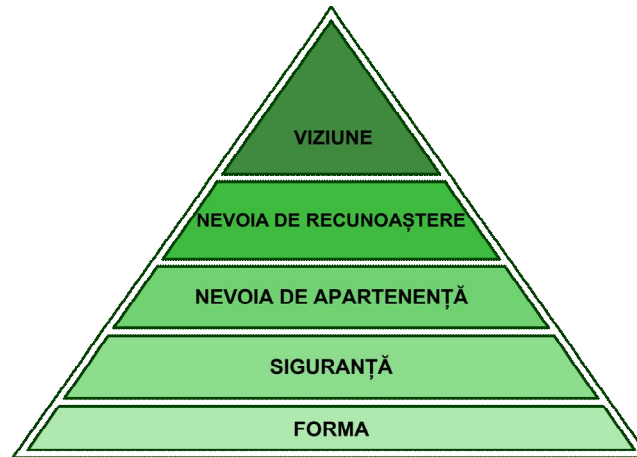 VIZIUNE
NEVOIA DE RECUNOAȘTERE
NEVOIA DE APARTENENȚĂ
SIGURANȚĂ
FORMA